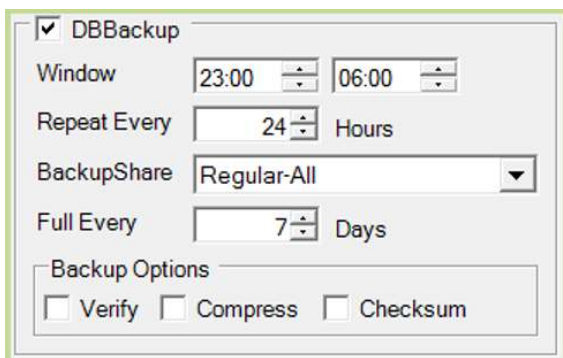 DBBackup
Window 23:00 06:00
Repeat Every 24 Hours
BackupShare Regular-All
Full Every 7 Days
Backup Options
Verify Compress Checksum